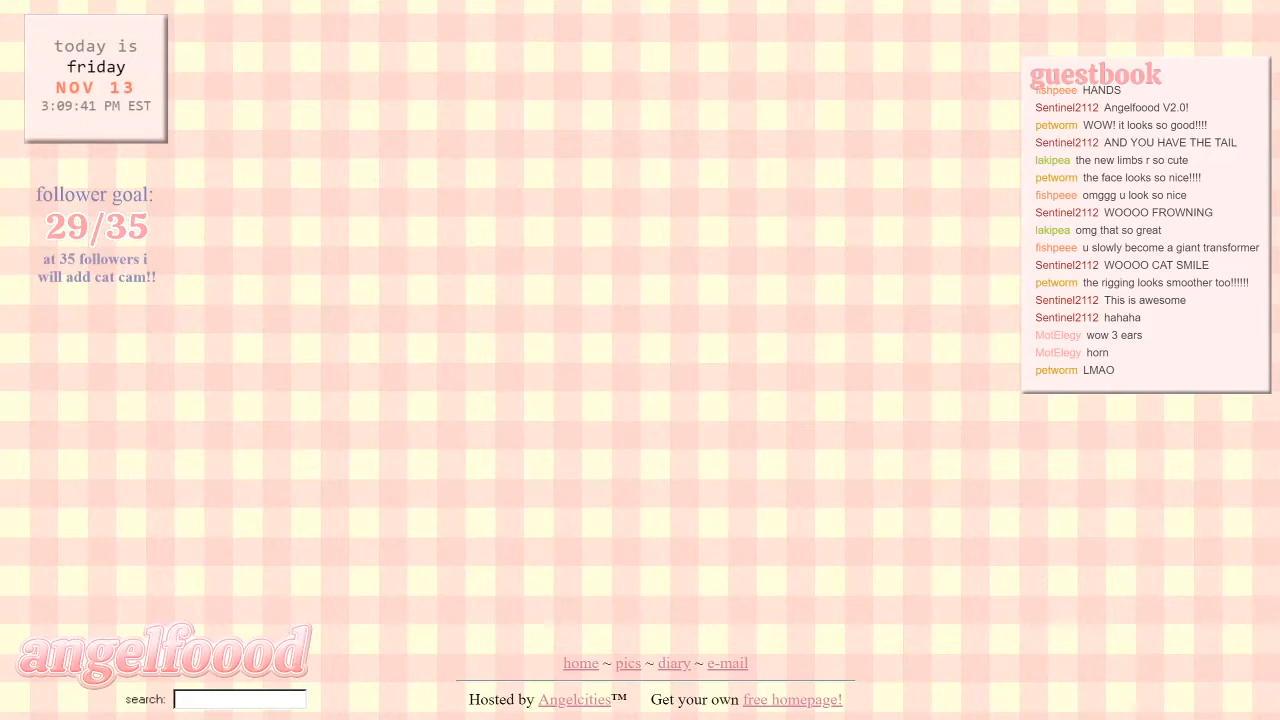 today is
friday
NOV 13
3:09:41 PM EST
follower goal:
29/35
at 35 followers i
will add cat cam!!
guestbook
fishpeee HANDS
Sentinel2112 Angelfoood V2.0!
petworm WOW! it looks so good!!!!
Sentinel2112 AND YOU HAVE THE TAIL
lakipea the new limbs r so cute
petworm the face looks so nice!!!!
fishpeee omggg u look so nice
Sentinel2112 WOOOO FROWNING
lakipea omg that so great
fishpeee u slowly become a giant transformer
Sentinel2112 WOOOO CAT SMILE
petworm the rigging looks smoother too!!!!!!
Sentinel2112 This is awesome
Sentinel2112 hahaha
MotElegy wow 3 ears
MotElegy horn
petworm LMAO
angelfoood
search:
home ~ pics ~ diary ~ e-mail
Hosted by Angelcities™ Get your own free homepage!